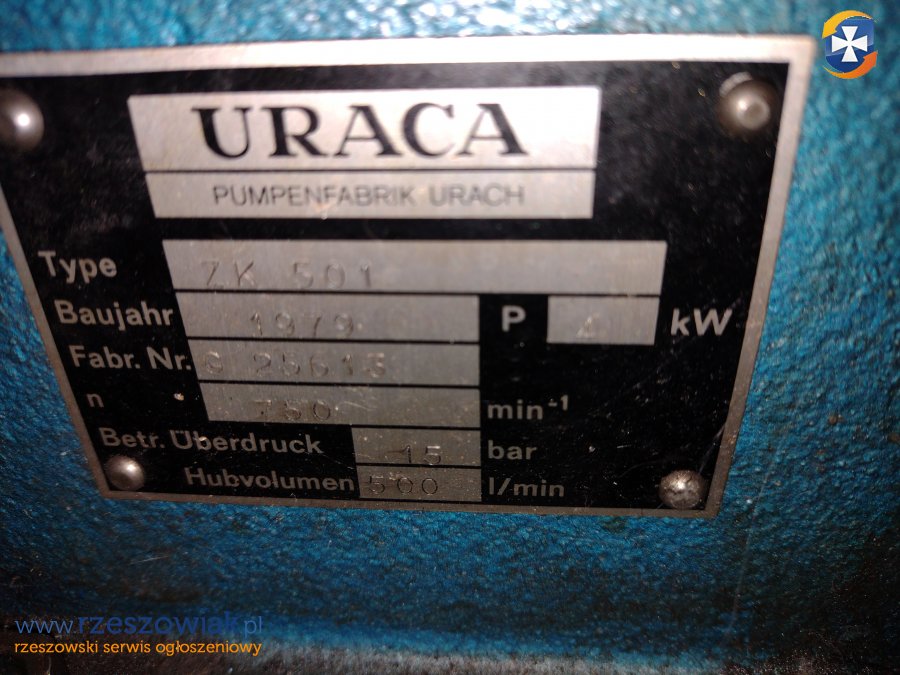 URACA
PUMPENFABRIK URACH
Type ZK 501
Baujahr 1979 P 4 kW
Fabr. Nr. 25613
n 750 min-1
Betr. Überdruck 15 bar
Hubvolumen 500 l/min
www.rzeszowiak.pl
rzeszowski serwis ogłoszeniowy